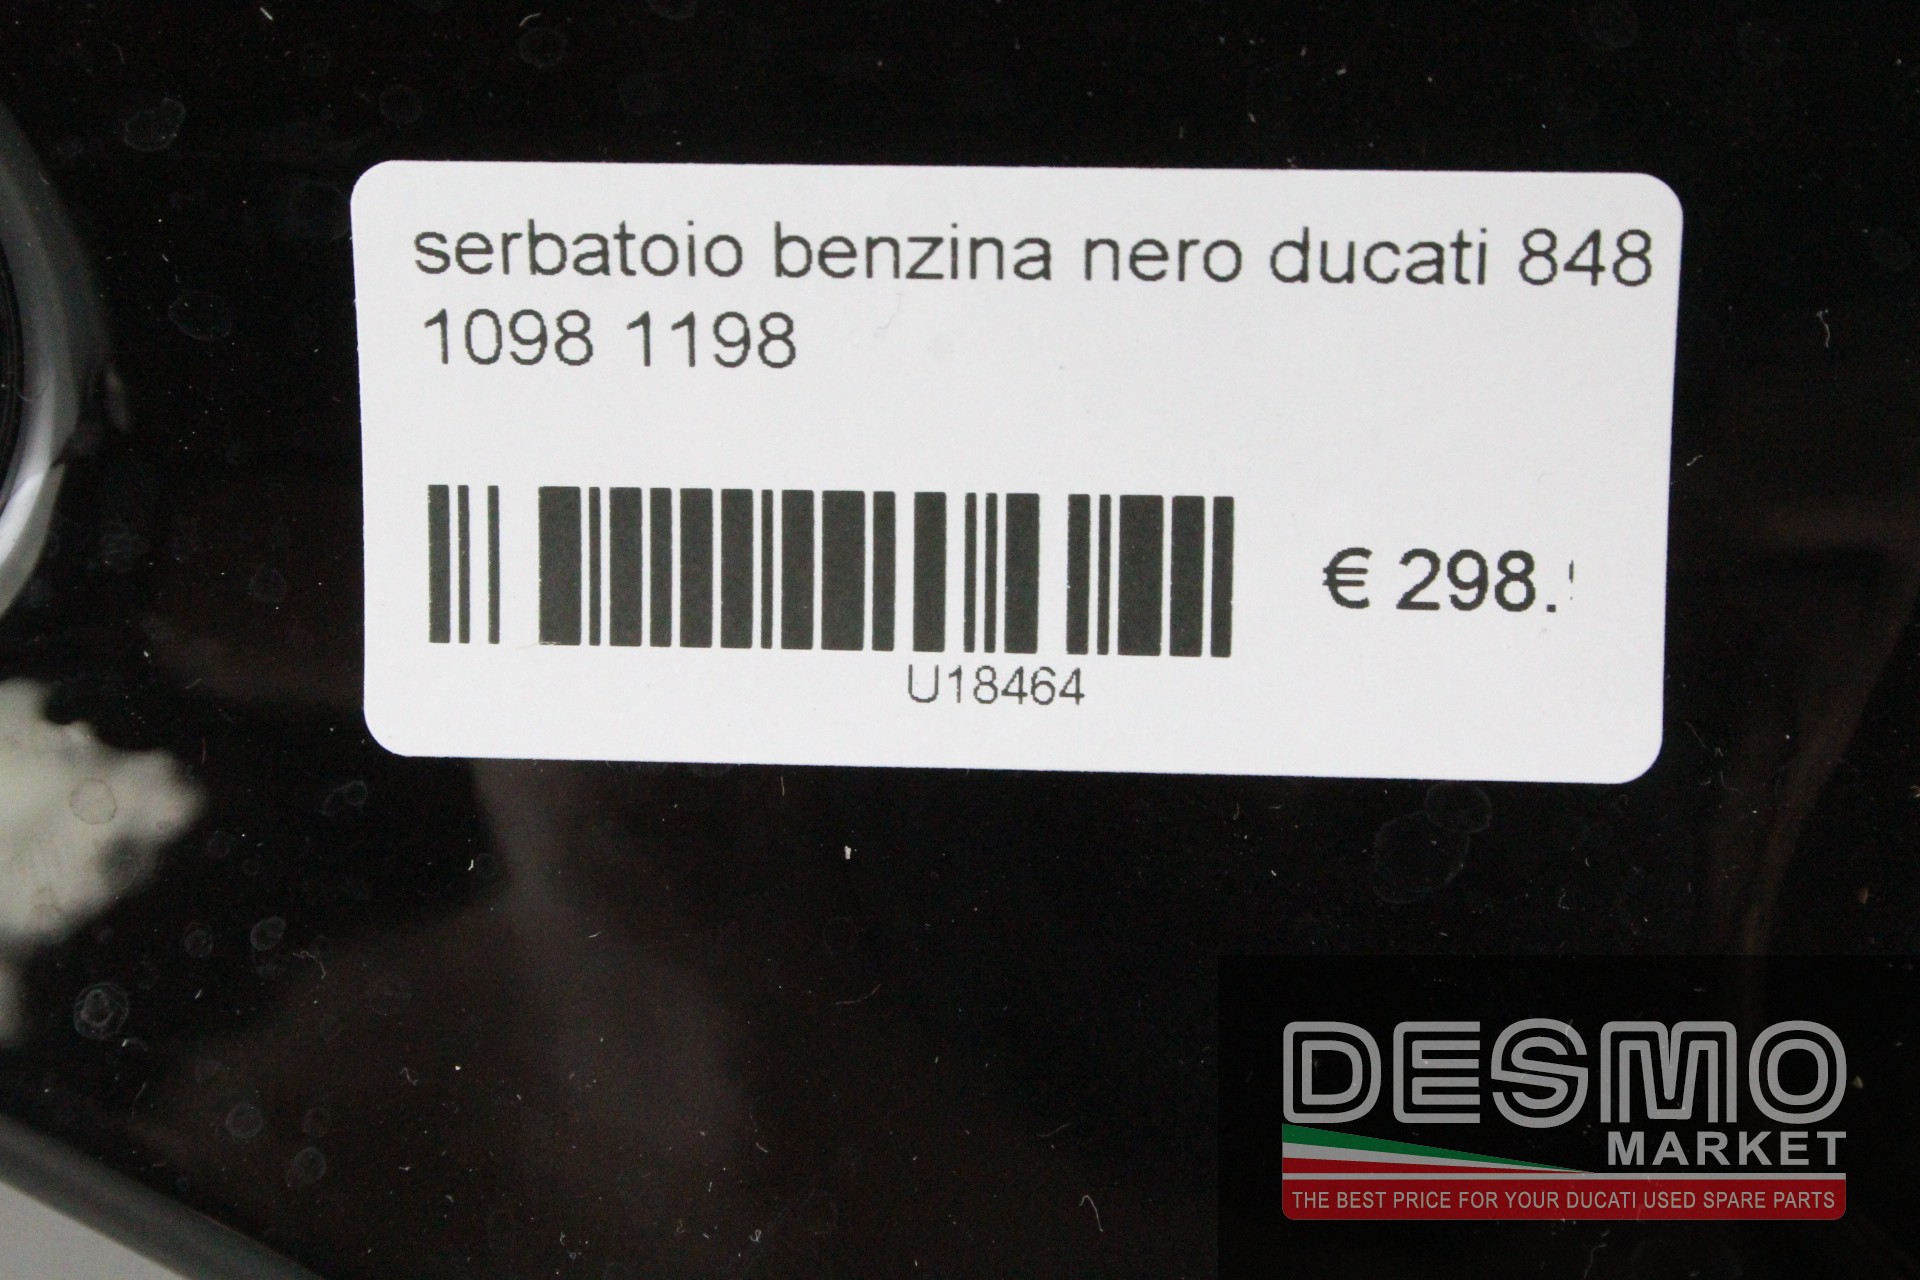 serbatoio benzina nero ducati 848
1098 1198
€ 298.
U18464
DESMO
MARKET
THE BEST PRICE FOR YOUR DUCATI USED SPARE PARTS